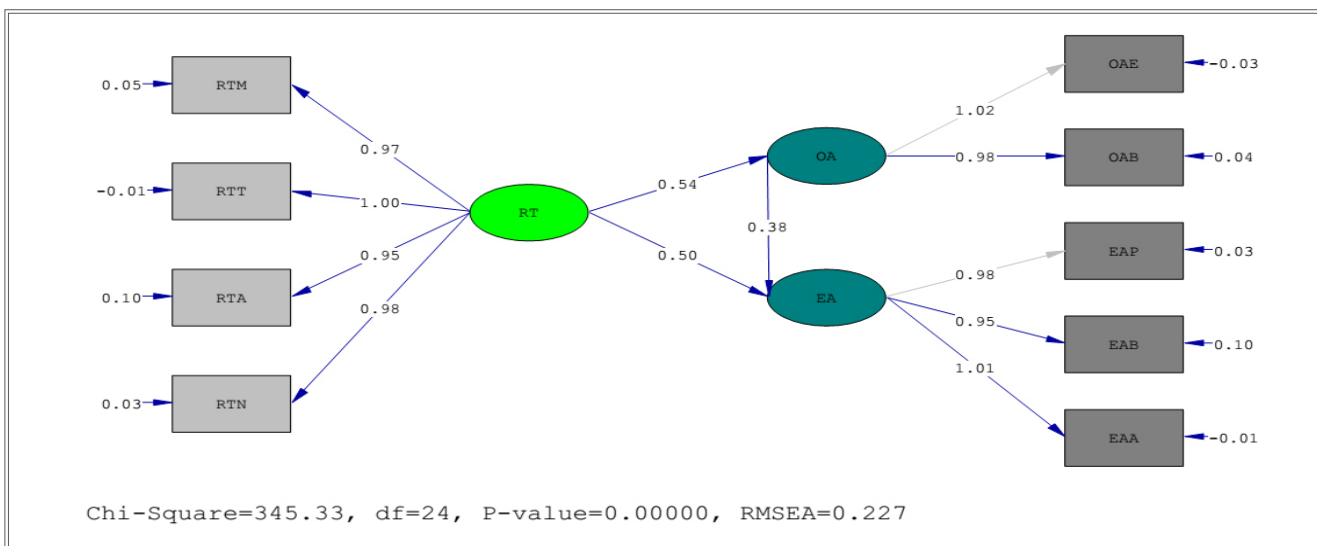 0.05
RTM
-0.01
RTT
0.10
RTA
0.03
RTN
0.97
1.00
0.95
0.98
RT
0.54
0.50
OA
0.38
EA
1.02
0.98
0.98
0.95
1.01
OAE
-0.03
OAB
0.04
EAP
0.03
EAB
0.10
EAA
-0.01
Chi-Square=345.33, df=24, P-value=0.00000, RMSEA=0.227